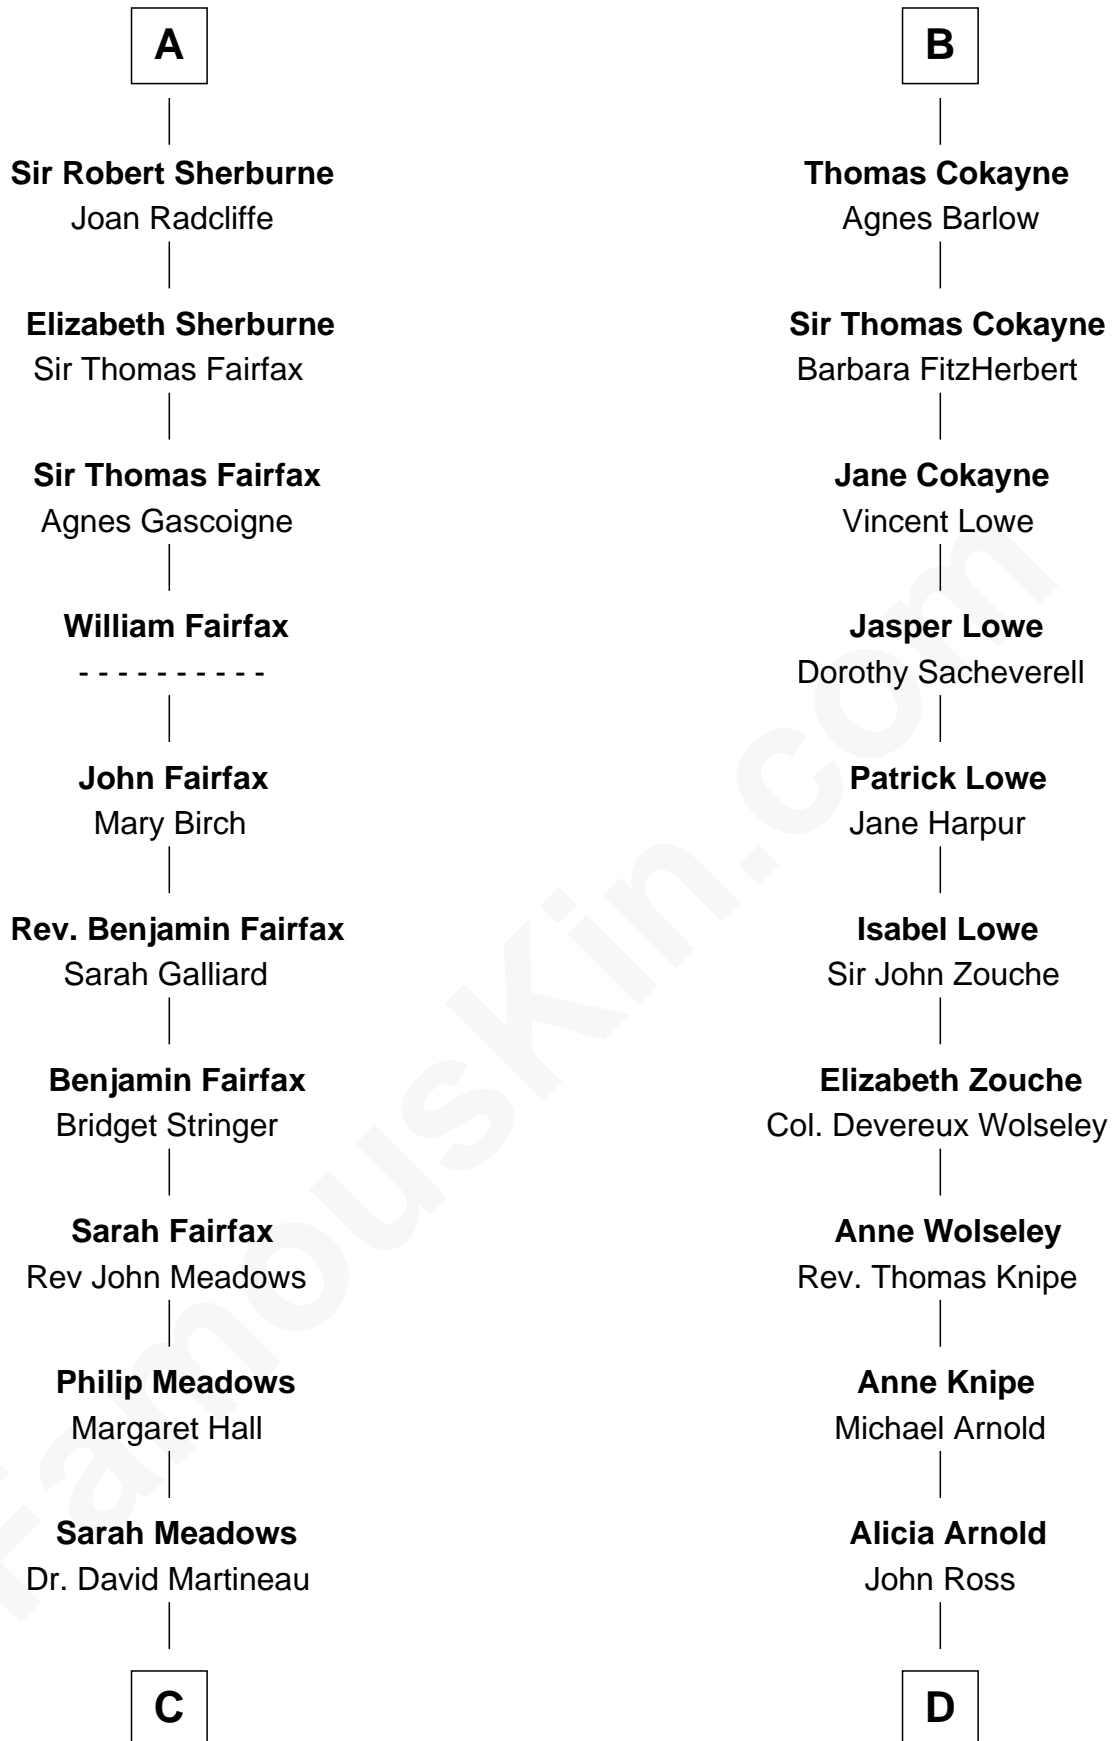 A
Sir Robert Sherburne
Joan Radcliffe
Elizabeth Sherburne
Sir Thomas Fairfax
Sir Thomas Fairfax
Agnes Gascoigne
William Fairfax
- - - - - - - - - -
John Fairfax
Mary Birch
Rev. Benjamin Fairfax
Sarah Galliard
Benjamin Fairfax
Bridget Stringer
Sarah Fairfax
Rev John Meadows
Philip Meadows
Margaret Hall
Sarah Meadows
Dr. David Martineau
C
B
Thomas Cokayne
Agnes Barlow
Sir Thomas Cokayne
Barbara FitzHerbert
Jane Cokayne
Vincent Lowe
Jasper Lowe
Dorothy Sacheverell
Patrick Lowe
Jane Harpur
Isabel Lowe
Sir John Zouche
Elizabeth Zouche
Col. Devereux Wolseley
Anne Wolseley
Rev. Thomas Knipe
Anne Knipe
Michael Arnold
Alicia Arnold
John Ross
D
FamousKin.com